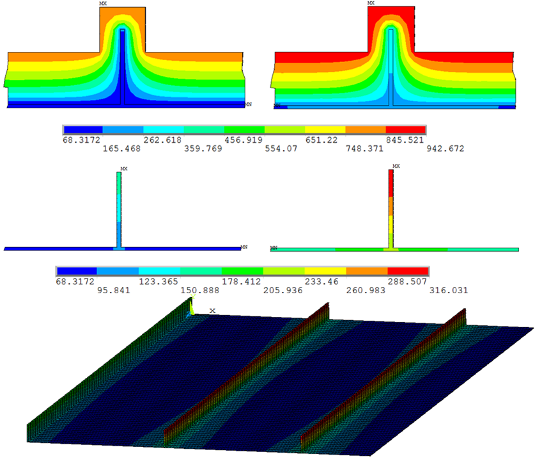 MX
MX
MN
MN
68.3172 262.618 456.919 651.22 845.521
165.468 359.769 554.07 748.371 942.672
MX
MX
MN
MN
68.3172 123.365 178.412 233.46 288.507
95.841 150.888 205.936 260.983 316.031
X